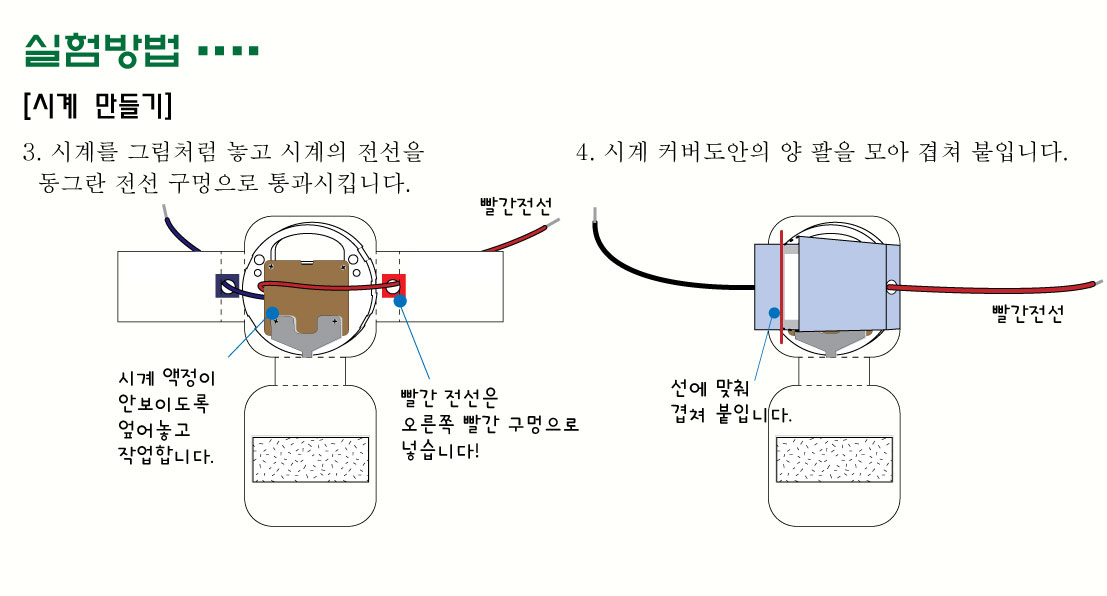 실험방법 ····
[시계 만들기]
3. 시계를 그림처럼 놓고 시계의 전선을
동그란 전선 구멍으로 통과시킵니다.
빨간전선
시계 액정이
안보이도록
엎어놓고
작업합니다.
빨간 전선은
오른쪽 빨간 구멍으로
넣습니다!
4. 시계 커버도안의 양 팔을 모아 겹쳐 붙입니다.
빨간전선
선에 맞춰
겹쳐 붙입니다.